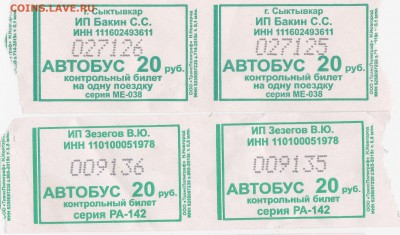 COINS.LAVE.RU
г. Сыктывкар
ИП Бакин С.С.
ИНН 111602493611
027126
АВТОБУС 20 руб.
контрольный билет
на одну поездку
серия МЕ-038
г. Сыктывкар
ИП Бакин С.С.
ИНН 111602493611
027125
АВТОБУС 20 руб.
контрольный билет
на одну поездку
серия МЕ-038
ИП Зезегов В.Ю.
ИНН 110100051978
009136
АВТОБУС 20 руб.
контрольный билет
серия РА-142
ИП Зезегов В.Ю.
ИНН 110100051978
009135
АВТОБУС 20 руб.
контрольный билет
серия РА-142